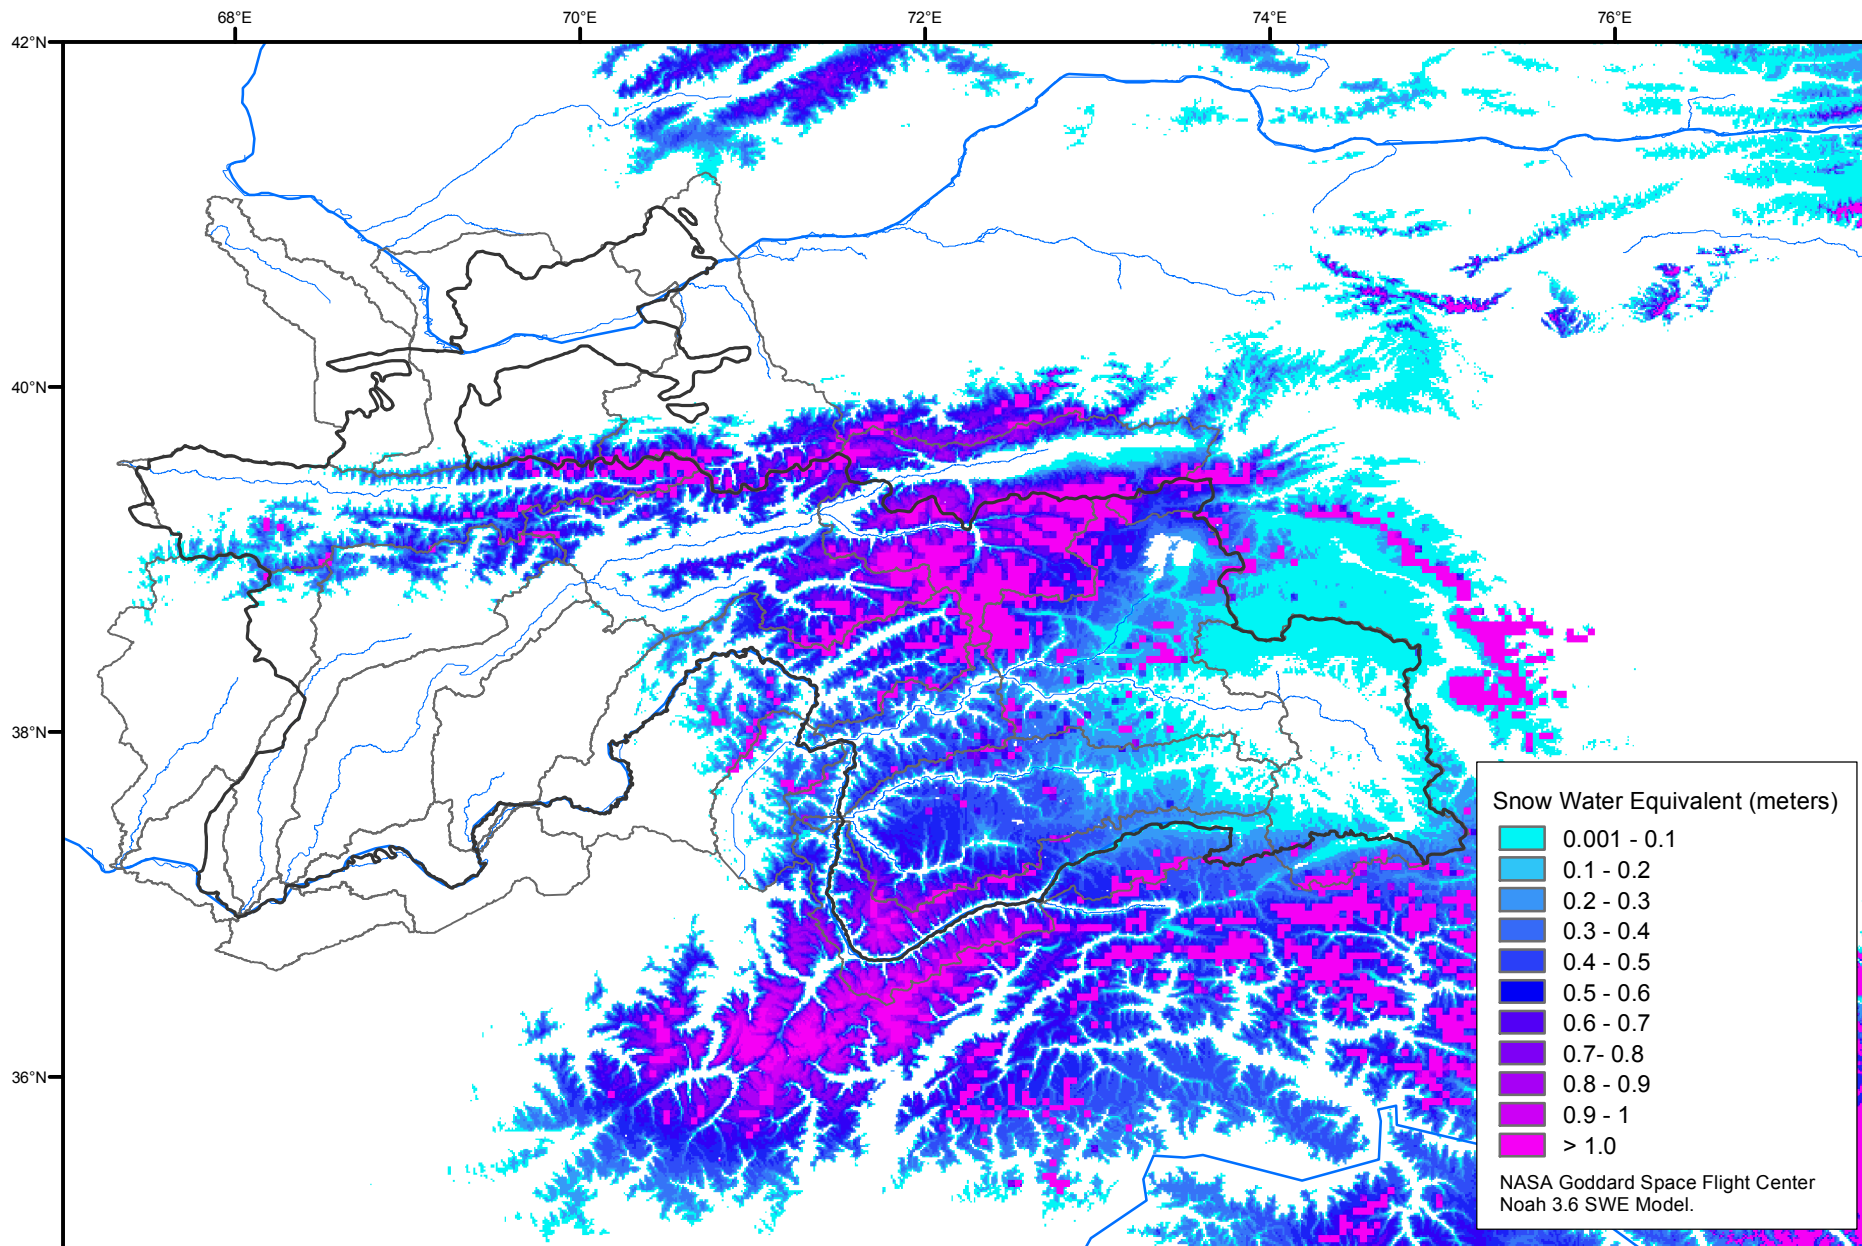 68°E
70°E
72°E
74°E
76°E
42°N
40°N
38°N
36°N
Snow Water Equivalent (meters)
0.001 - 0.1
0.1 - 0.2
0.2 - 0.3
0.3 - 0.4
0.4 - 0.5
0.5 - 0.6
0.6 - 0.7
0.7- 0.8
0.8 - 0.9
0.9 - 1
> 1.0
NASA Goddard Space Flight Center
Noah 3.6 SWE Model.